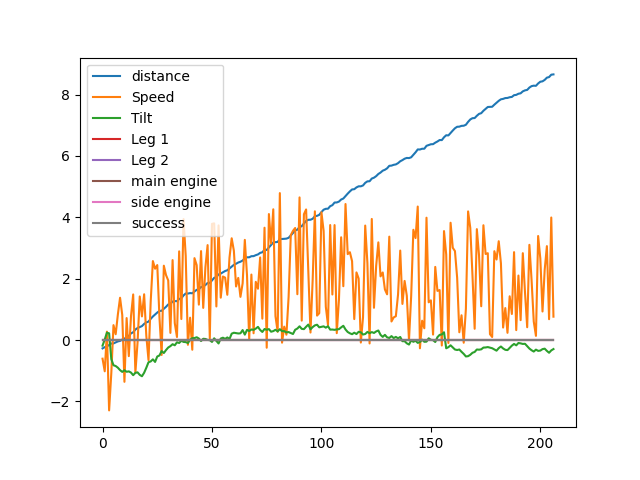 distance
Speed
Tilt
Leg 1
Leg 2
main engine
side engine
success
8
6
4
2
0
−2
0 50 100 150 200